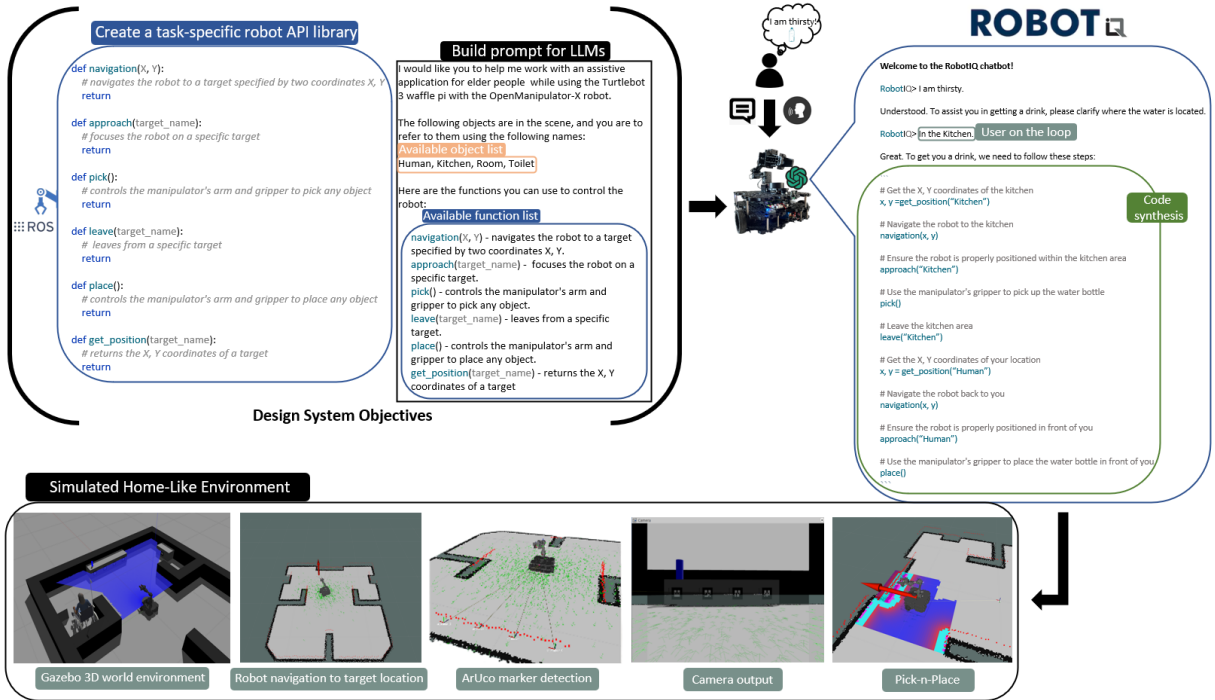 Create a task-specific robot API library
def navigation(X, Y):
# navigates the robot to a target specified by two coordinates X, Y
return
def approach(target_name):
# focuses the robot on a specific target
return
def pick():
# controls the manipulator's arm and gripper to pick any object
return
def leave(target_name):
# leaves from a specific target
return
def place():
# controls the manipulator's arm and gripper to place any object
return
def get_position(target_name):
# returns the X, Y coordinates of a target
return
ROS
Build prompt for LLMs
I would like you to help me work with an assistive
application for elder people while using the Turtlebot
3 waffle pi with the OpenManipulator-X robot.
The following objects are in the scene, and you are to
refer to them using the following names:
Available object list
Human, Kitchen, Room, Toilet
Here are the functions you can use to control the
robot:
Available function list
navigation(X, Y) - navigates the robot to a target
specified by two coordinates X, Y.
approach(target_name) - focuses the robot on a
specific target.
pick() - controls the manipulator's arm and
gripper to pick any object.
leave(target_name) - leaves from a specific
target.
place() - controls the manipulator's arm and
gripper to place any object.
get_position(target_name) - returns the X, Y
coordinates of a target
Design System Objectives
I am thirsty!
ROBOT iQ
Welcome to the RobotIQ chatbot!
RobotIQ> I am thirsty.
Understood. To assist you in getting a drink, please clarify where the water is located.
RobotIQ> In the Kitchen. User on the loop
Great. To get you a drink, we need to follow these steps:
```
Code
synthesis
# Get the X, Y coordinates of the kitchen
x, y =get_position("Kitchen")
# Navigate the robot to the kitchen
navigation(x, y)
# Ensure the robot is properly positioned within the kitchen area
approach("Kitchen")
# Use the manipulator's gripper to pick up the water bottle
pick()
# Leave the kitchen area
leave("Kitchen")
# Get the X, Y coordinates of your location
x, y = get_position("Human")
# Navigate the robot back to you
navigation(x, y)
# Ensure the robot is properly positioned in front of you
approach("Human")
# Use the manipulator's gripper to place the water bottle in front of you
place()
```
Simulated Home-Like Environment
Camera
Gazebo 3D world environment
Robot navigation to target location
ArUco marker detection
Camera output
Pick-n-Place